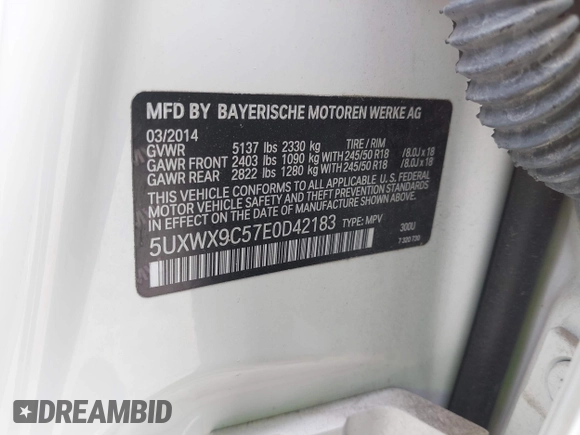 MFD BY BAYERISCHE MOTOREN WERKE AG
03/2014
GVWR 5137 lbs 2330 kg TIRE / RIM
GAWR FRONT 2403 lbs 1090 kg WITH 245/50 R18 / 8.0J x 18
GAWR REAR 2822 lbs 1280 kg WITH 245/50 R18 / 8.0J x 18
THIS VEHICLE CONFORMS TO ALL APPLICABLE U.S. FEDERAL
MOTOR VEHICLE SAFETY AND THEFT PREVENTION STANDARDS
IN EFFECT ON THE DATE OF MANUFACTURE SHOWN ABOVE.
5UXWX9C57E0D42183 TYPE: MPV 300U
7 320 730
DREAMBID